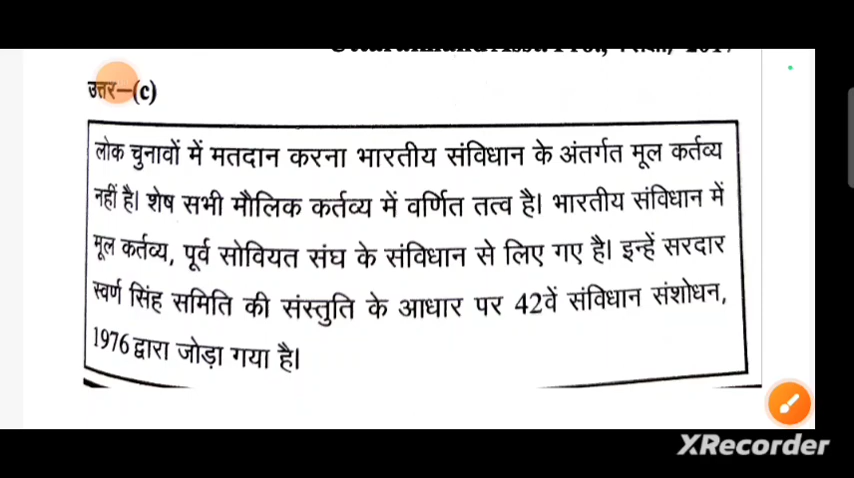 उत्तर–(c)
लोक चुनावों में मतदान करना भारतीय संविधान के अंतर्गत मूल कर्तव्य
नहीं है। शेष सभी मौलिक कर्तव्य में वर्णित तत्व है। भारतीय संविधान में
मूल कर्तव्य, पूर्व सोवियत संघ के संविधान से लिए गए है। इन्हें सरदार
स्वर्ण सिंह समिति की संस्तुति के आधार पर 42वें संविधान संशोधन,
1976 द्वारा जोड़ा गया है।
XRecorder